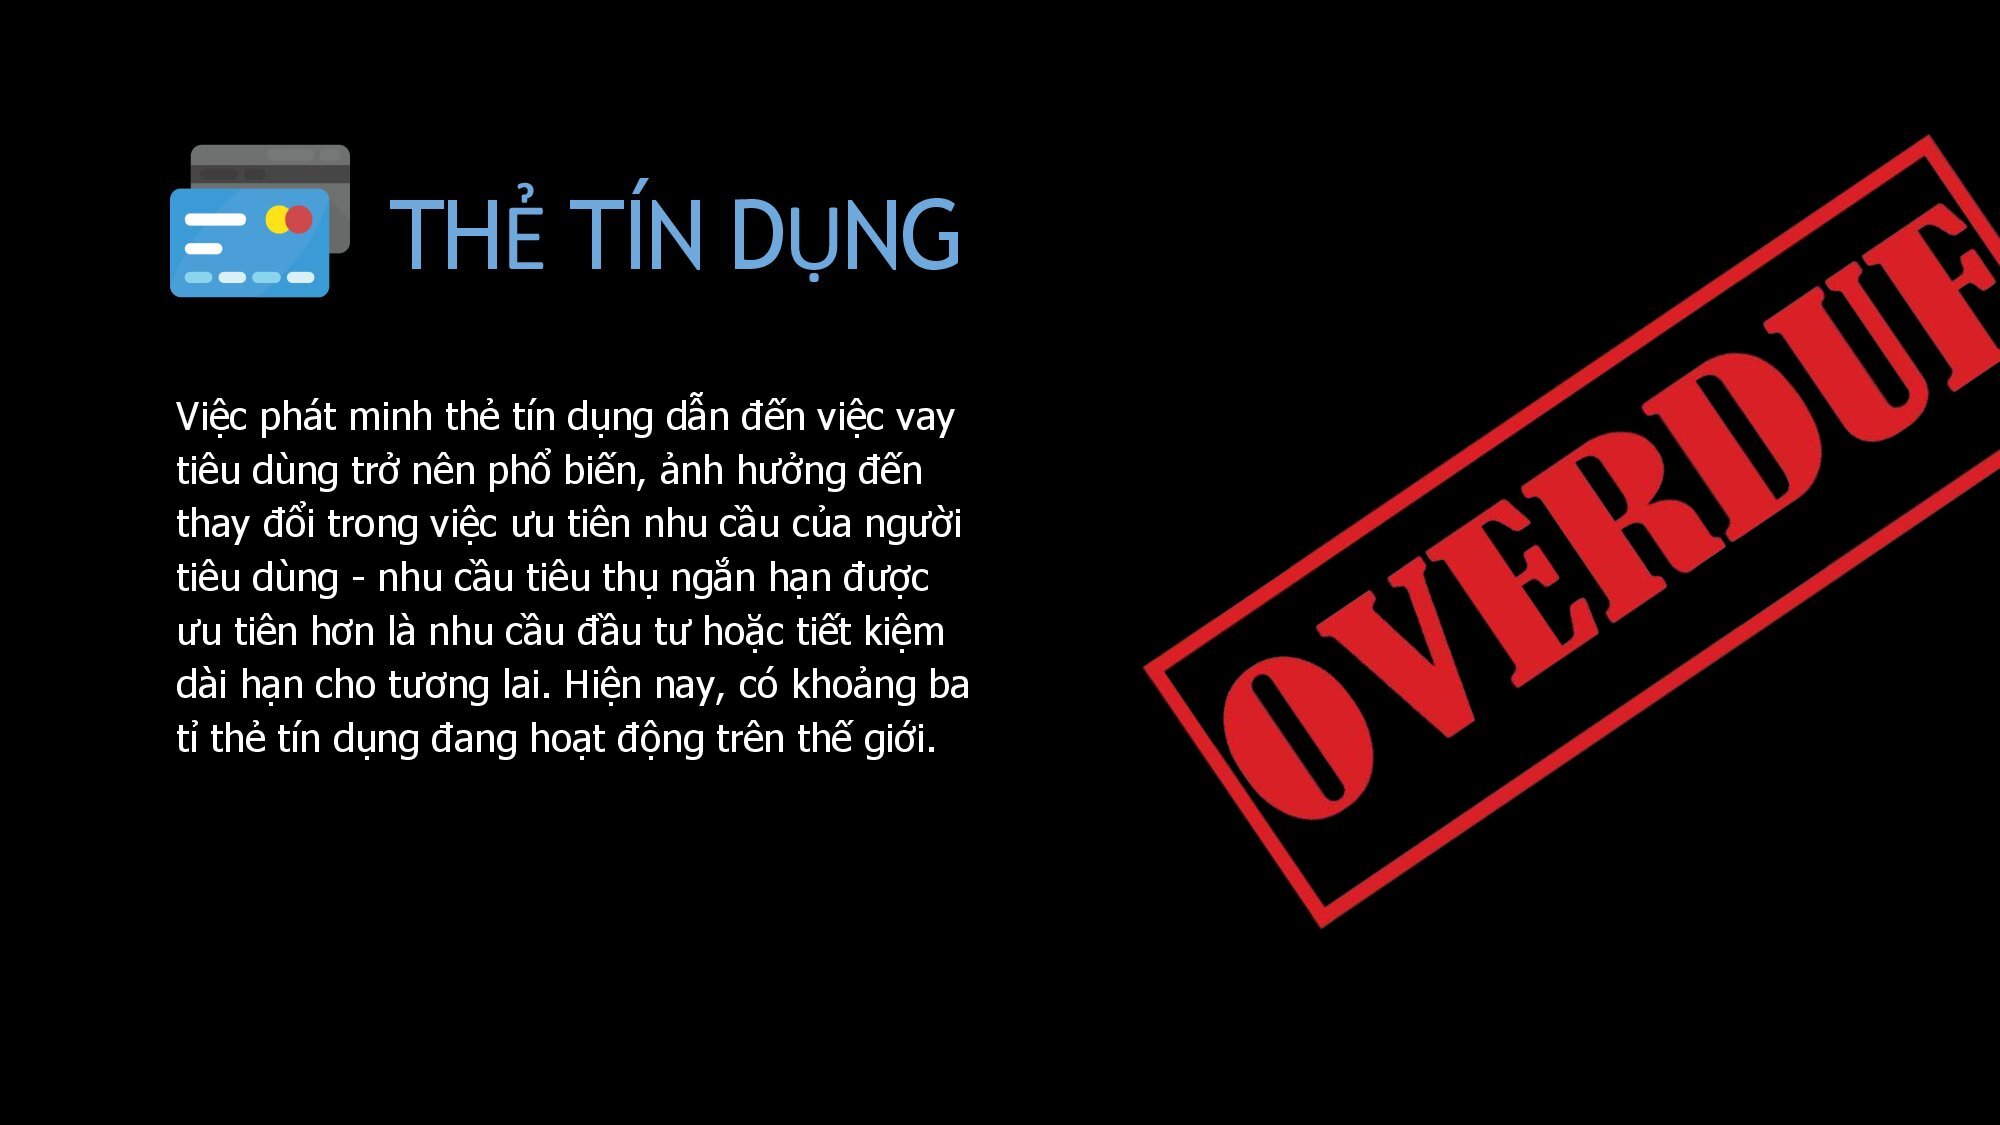 THẺ TÍN DỤNG
Việc phát minh thẻ tín dụng dẫn đến việc vay
tiêu dùng trở nên phổ biến, ảnh hưởng đến
thay đổi trong việc ưu tiên nhu cầu của người
tiêu dùng - nhu cầu tiêu thụ ngắn hạn được
ưu tiên hơn là nhu cầu đầu tư hoặc tiết kiệm
dài hạn cho tương lai. Hiện nay, có khoảng ba
tỉ thẻ tín dụng đang hoạt động trên thế giới.
OVERDUE